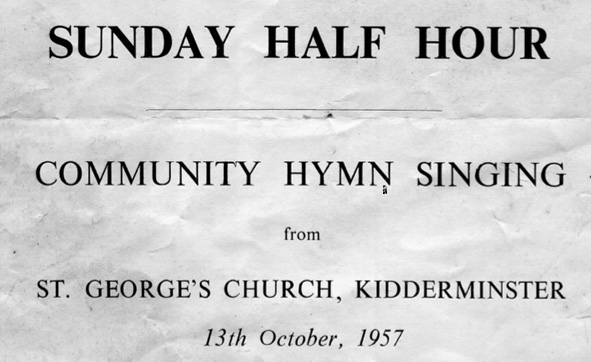 SUNDAY HALF HOUR
COMMUNITY HYMN SINGING
from
ST. GEORGE'S CHURCH, KIDDERMINSTER
13th October, 1957